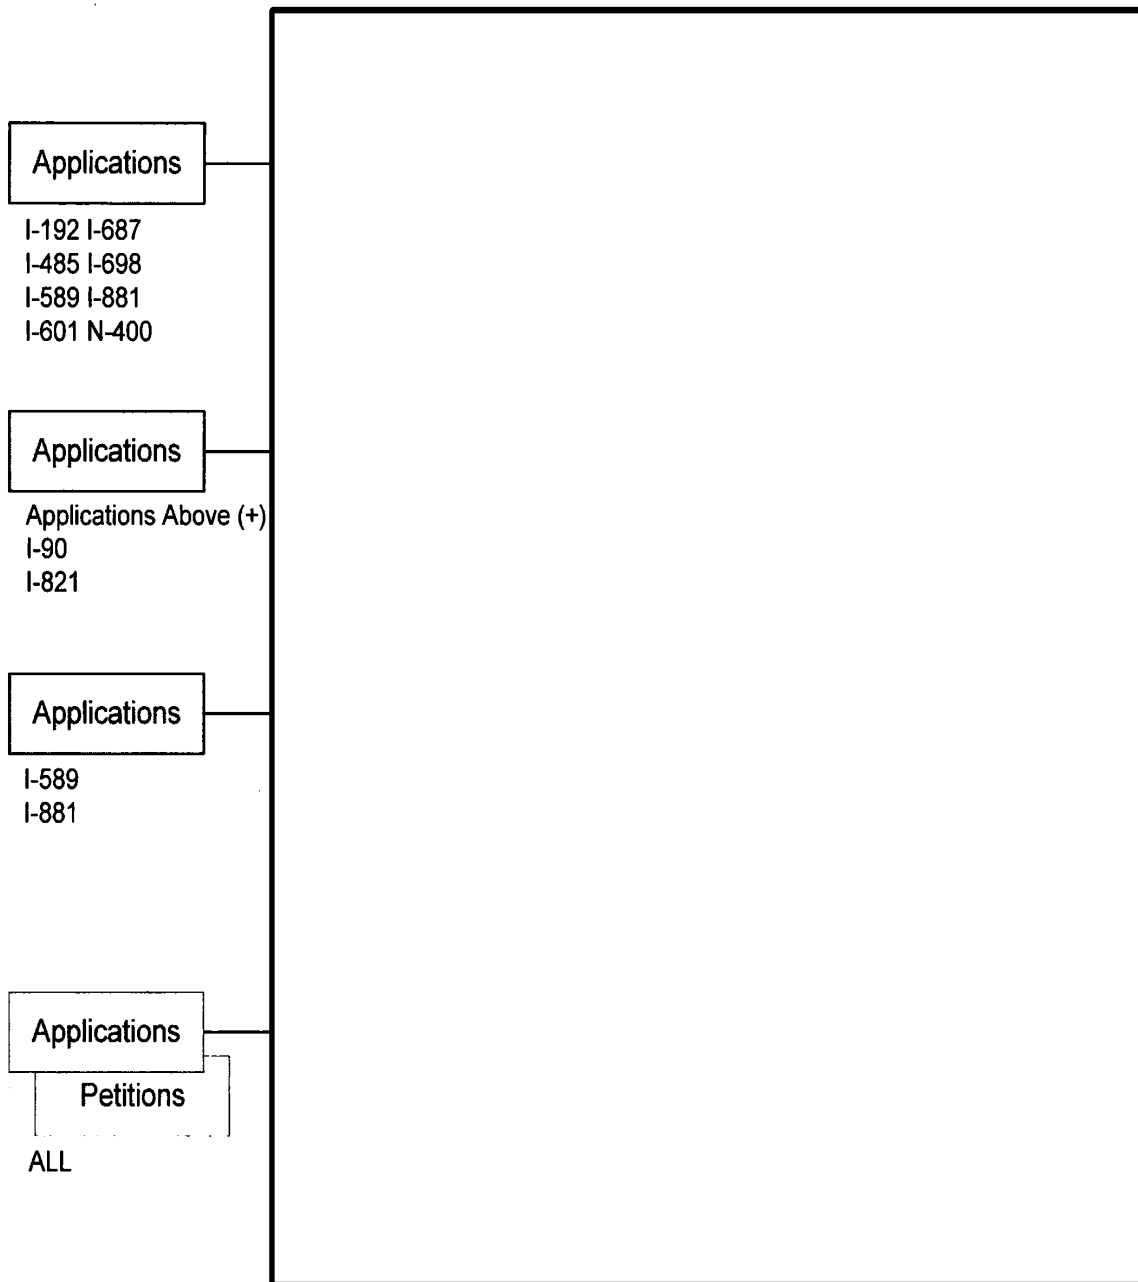 Applications
I-192 I-687
I-485 I-698
I-589 I-881
I-601 N-400
Applications
Applications Above (+)
I-90
I-821
Applications
I-589
I-881
Applications
Petitions
ALL